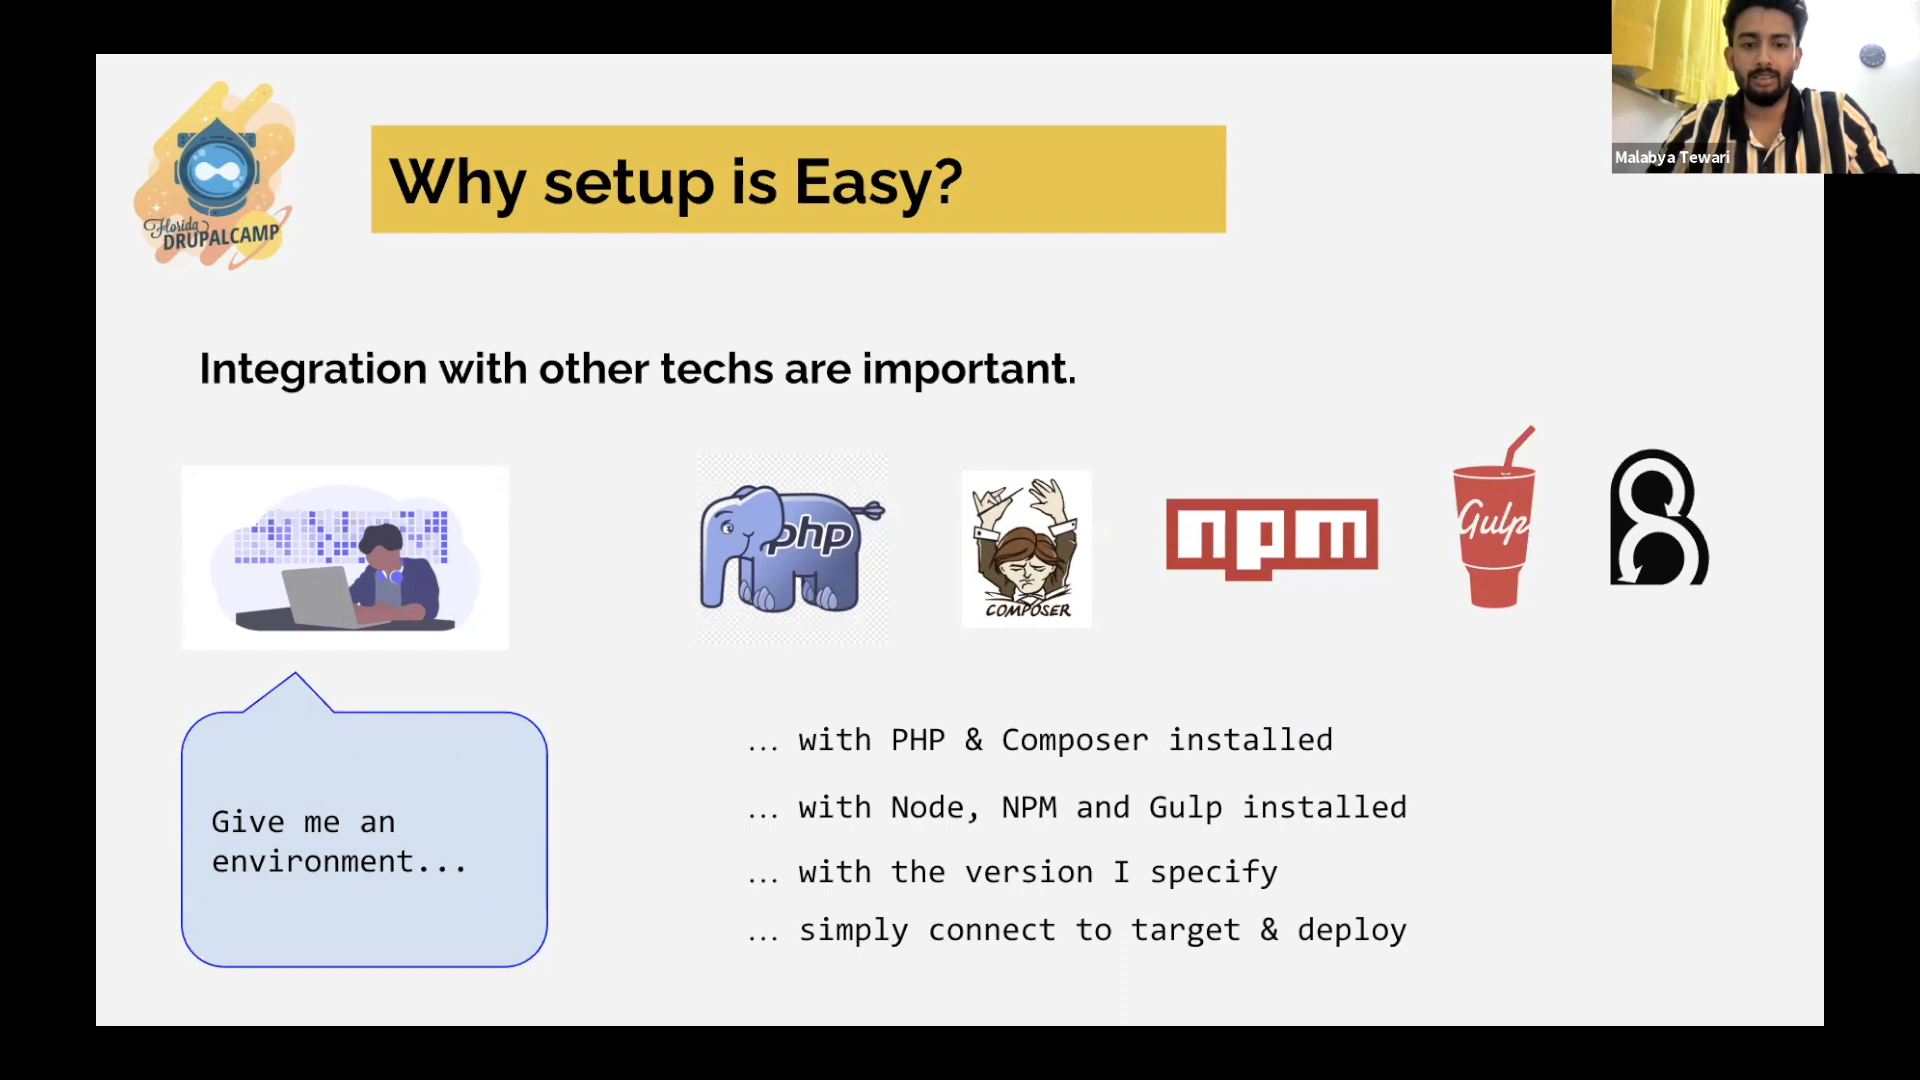 Malabya Tewari
Florida
DRUPALCAMP
Why setup is Easy?
Integration with other techs are important.
php
COMPOSER
npm
Gulp
Give me an
environment...
... with PHP & Composer installed
... with Node, NPM and Gulp installed
... with the version I specify
... simply connect to target & deploy